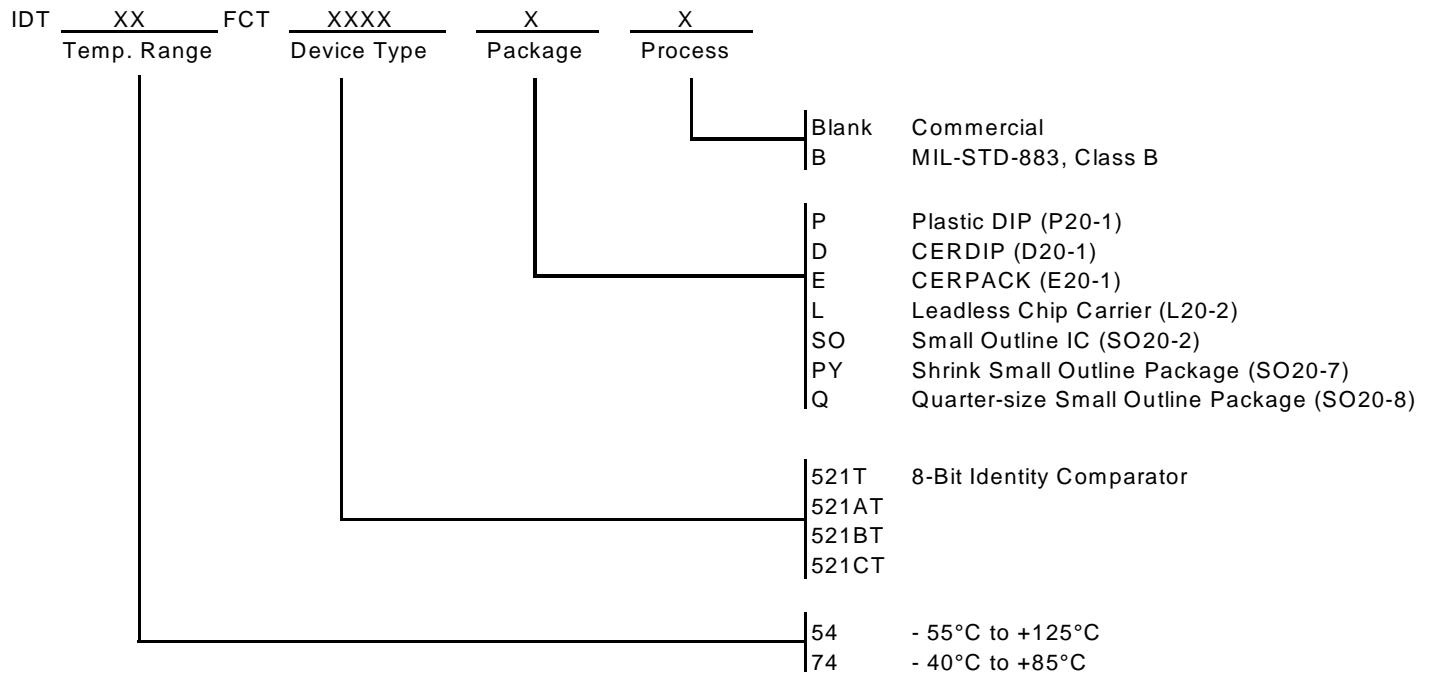 IDT XX FCT XXXX X X
Temp. Range Device Type Package Process
Blank Commercial
B MIL-STD-883, Class B
P Plastic DIP (P20-1)
D CERDIP (D20-1)
E CERPACK (E20-1)
L Leadless Chip Carrier (L20-2)
SO Small Outline IC (SO20-2)
PY Shrink Small Outline Package (SO20-7)
Q Quarter-size Small Outline Package (SO20-8)
521T 8-Bit Identity Comparator
521AT
521BT
521CT
54 - 55°C to +125°C
74 - 40°C to +85°C